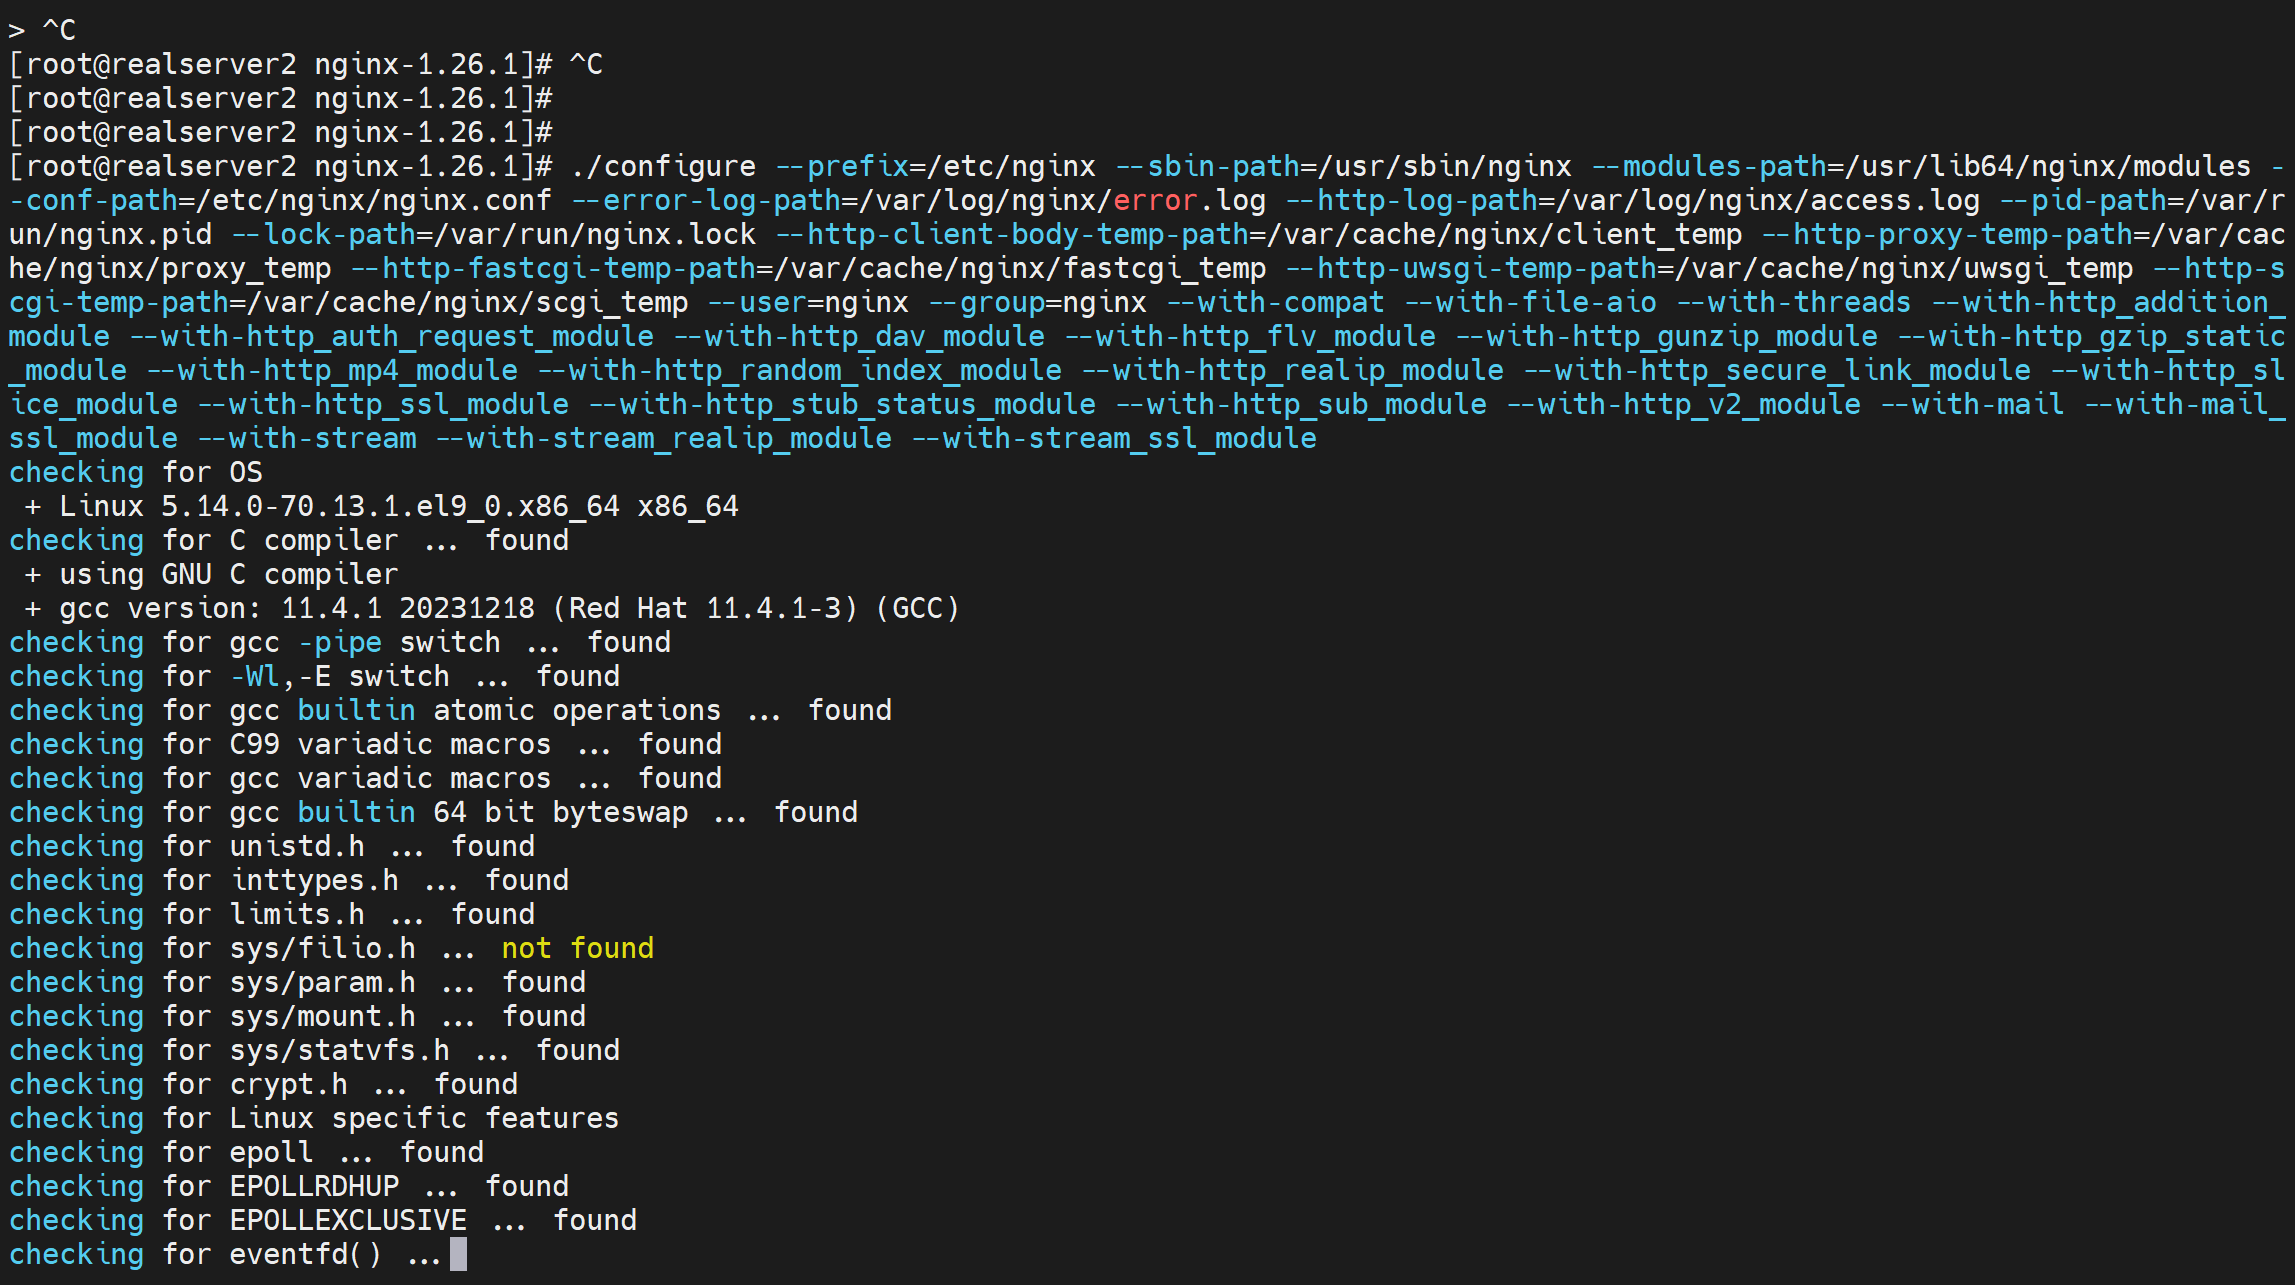 > ^C
[root@realserver2 nginx-1.26.1]# ^C
[root@realserver2 nginx-1.26.1]#
[root@realserver2 nginx-1.26.1]#
[root@realserver2 nginx-1.26.1]# ./configure --prefix=/etc/nginx --sbin-path=/usr/sbin/nginx --modules-path=/usr/lib64/nginx/modules -
-conf-path=/etc/nginx/nginx.conf --error-log-path=/var/log/nginx/error.log --http-log-path=/var/log/nginx/access.log --pid-path=/var/r
un/nginx.pid --lock-path=/var/run/nginx.lock --http-client-body-temp-path=/var/cache/nginx/client_temp --http-proxy-temp-path=/var/cac
he/nginx/proxy_temp --http-fastcgi-temp-path=/var/cache/nginx/fastcgi_temp --http-uwsgi-temp-path=/var/cache/nginx/uwsgi_temp --http-s
cgi-temp-path=/var/cache/nginx/scgi_temp --user=nginx --group=nginx --with-compat --with-file-aio --with-threads --with-http_addition_
module --with-http_auth_request_module --with-http_dav_module --with-http_flv_module --with-http_gunzip_module --with-http_gzip_static
_module --with-http_mp4_module --with-http_random_index_module --with-http_realip_module --with-http_secure_link_module --with-http_sl
ice_module --with-http_ssl_module --with-http_stub_status_module --with-http_sub_module --with-http_v2_module --with-mail --with-mail_
ssl_module --with-stream --with-stream_realip_module --with-stream_ssl_module
checking for OS
 + Linux 5.14.0-70.13.1.el9_0.x86_64 x86_64
checking for C compiler ... found
 + using GNU C compiler
 + gcc version: 11.4.1 20231218 (Red Hat 11.4.1-3) (GCC)
checking for gcc -pipe switch ... found
checking for -Wl,-E switch ... found
checking for gcc builtin atomic operations ... found
checking for C99 variadic macros ... found
checking for gcc variadic macros ... found
checking for gcc builtin 64 bit byteswap ... found
checking for unistd.h ... found
checking for inttypes.h ... found
checking for limits.h ... found
checking for sys/filio.h ... not found
checking for sys/param.h ... found
checking for sys/mount.h ... found
checking for sys/statvfs.h ... found
checking for crypt.h ... found
checking for Linux specific features
checking for epoll ... found
checking for EPOLLRDHUP ... found
checking for EPOLLEXCLUSIVE ... found
checking for eventfd() ...